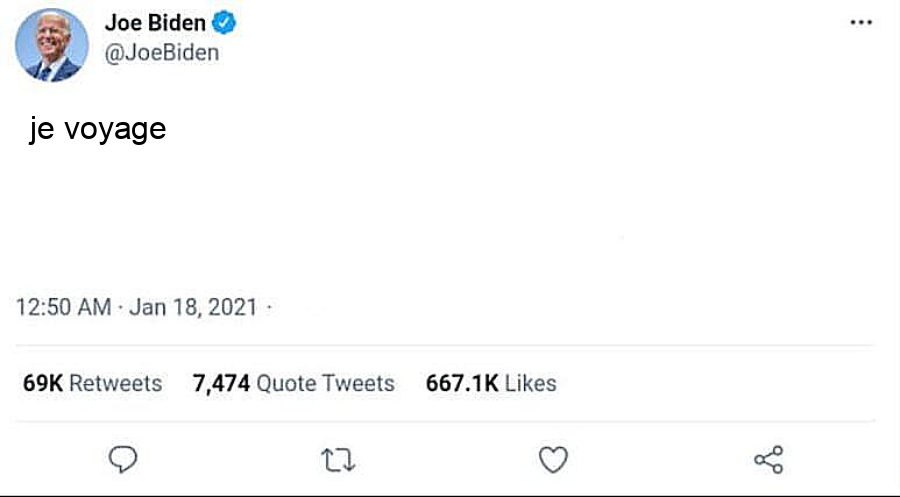 Joe Biden
@JoeBiden
je voyage
12:50 AM · Jan 18, 2021 ·
69K Retweets 7,474 Quote Tweets 667.1K Likes